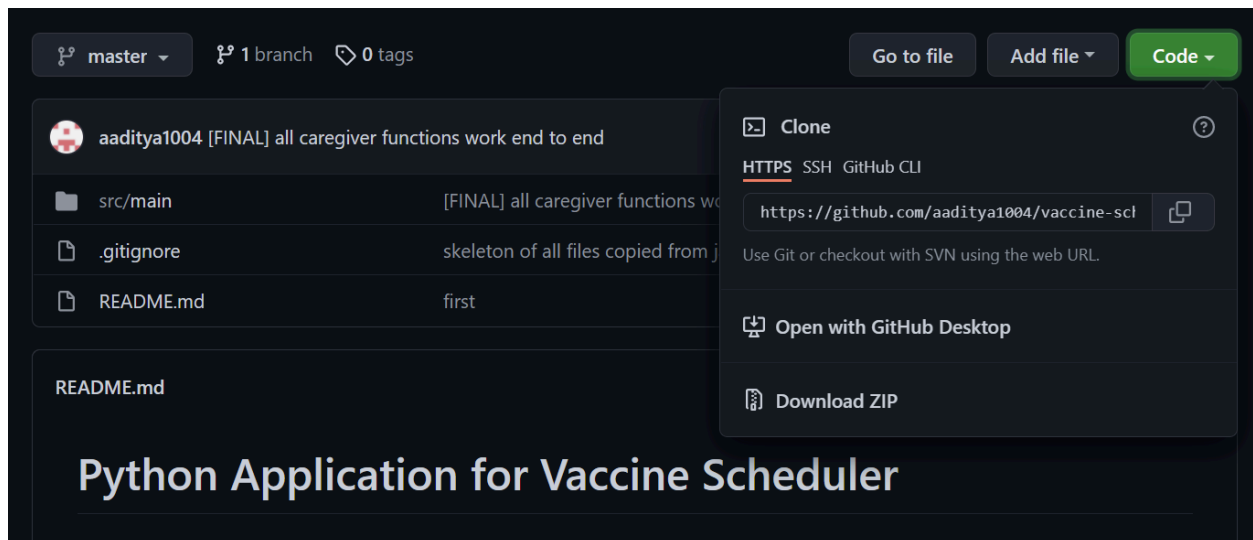 master
1 branch
0 tags
Go to file
Add file
Code
aaditya1004 [FINAL] all caregiver functions work end to end
src/main
[FINAL] all caregiver functions
.gitignore
skeleton of all files copied from
README.md
first
Clone
HTTPS SSH GitHub CLI
https://github.com/aaditya1004/vaccine-sc
Use Git or checkout with SVN using the web URL.
Open with GitHub Desktop
Download ZIP
README.md
Python Application for Vaccine Scheduler